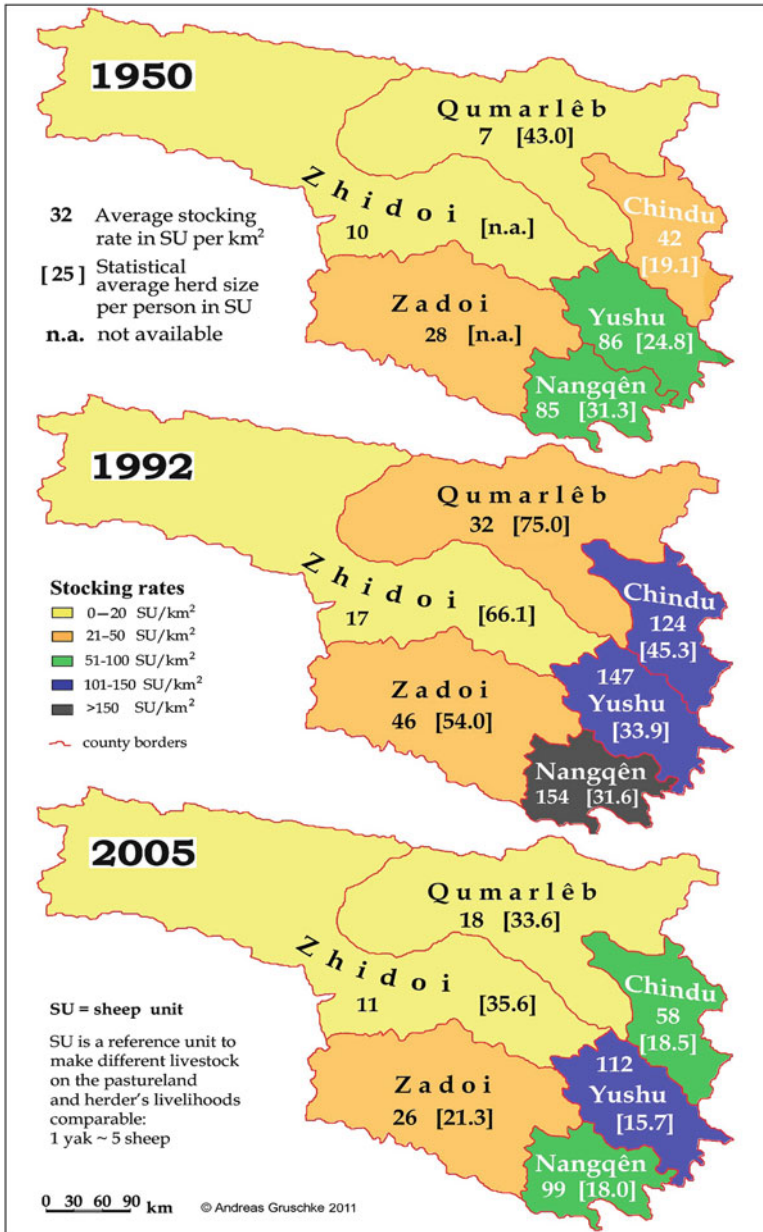 1950
Qumarlêb
7 [43.0]
Zhidoi
10 [n.a.]
Chindu
42
[19.1]
Zadoi
28 [n.a.]
Yushu
86 [24.8]
Nangqên
85 [31.3]
32 Average stocking
rate in SU per km²
[25] Statistical
average herd size
per person in SU
n.a. not available
1992
Qumarlêb
32 [75.0]
Zhidoi
17 [66.1]
Chindu
124
[45.3]
Zadoi
46 [54.0]
147
Yushu
[33.9]
Nangqên
154 [31.6]
Stocking rates
0—20 SU/km²
21–50 SU/km²
51-100 SU/km²
101-150 SU/km²
>150 SU/km²
county borders
2005
Qumarlêb
18 [33.6]
Zhidoi
11 [35.6]
Chindu
58
[18.5]
Zadoi
26 [21.3]
112
Yushu
[15.7]
Nangqên
99 [18.0]
SU = sheep unit
SU is a reference unit to
make different livestock
on the pastureland
and herder's livelihoods
comparable:
1 yak ~ 5 sheep
0 30 60 90 km
© Andreas Gruschke 2011